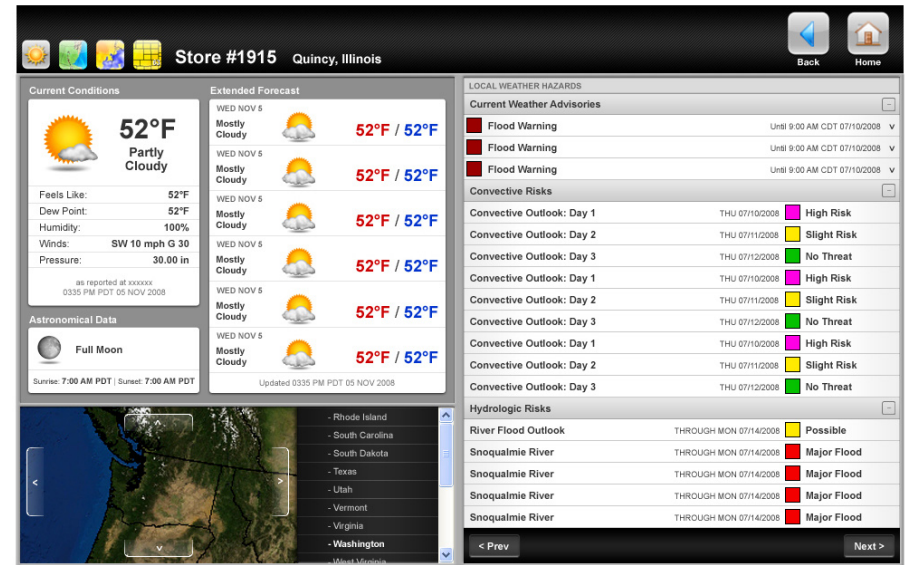 Store #1915 Quincy, Illinois
Back
Home
Current Conditions
52°F
Partly
Cloudy
Feels Like: 52°F
Dew Point: 52°F
Humidity: 100%
Winds: SW 10 mph G 30
Pressure: 30.00 in
as reported at xxxxxx
0335 PM PDT 05 NOV 2008
Astronomical Data
Full Moon
Sunrise: 7:00 AM PDT | Sunset: 7:00 AM PDT
Extended Forecast
WED NOV 5
Mostly
Cloudy
52°F / 52°F
WED NOV 5
Mostly
Cloudy
52°F / 52°F
WED NOV 5
Mostly
Cloudy
52°F / 52°F
WED NOV 5
Mostly
Cloudy
52°F / 52°F
WED NOV 5
Mostly
Cloudy
52°F / 52°F
WED NOV 5
Mostly
Cloudy
52°F / 52°F
Updated 0335 PM PDT 05 NOV 2008
- Rhode Island
- South Carolina
- South Dakota
- Texas
- Utah
- Vermont
- Virginia
- Washington
- West Virginia
LOCAL WEATHER HAZARDS
Current Weather Advisories
Flood Warning Until 9:00 AM CDT 07/10/2008 v
Flood Warning Until 9:00 AM CDT 07/10/2008 v
Flood Warning Until 9:00 AM CDT 07/10/2008 v
Convective Risks
Convective Outlook: Day 1 THU 07/10/2008 High Risk
Convective Outlook: Day 2 THU 07/11/2008 Slight Risk
Convective Outlook: Day 3 THU 07/12/2008 No Threat
Convective Outlook: Day 1 THU 07/10/2008 High Risk
Convective Outlook: Day 2 THU 07/11/2008 Slight Risk
Convective Outlook: Day 3 THU 07/12/2008 No Threat
Convective Outlook: Day 1 THU 07/10/2008 High Risk
Convective Outlook: Day 2 THU 07/11/2008 Slight Risk
Convective Outlook: Day 3 THU 07/12/2008 No Threat
Hydrologic Risks
River Flood Outlook THROUGH MON 07/14/2008 Possible
Snoqualmie River THROUGH MON 07/14/2008 Major Flood
Snoqualmie River THROUGH MON 07/14/2008 Major Flood
Snoqualmie River THROUGH MON 07/14/2008 Major Flood
Snoqualmie River THROUGH MON 07/14/2008 Major Flood
< Prev
Next >